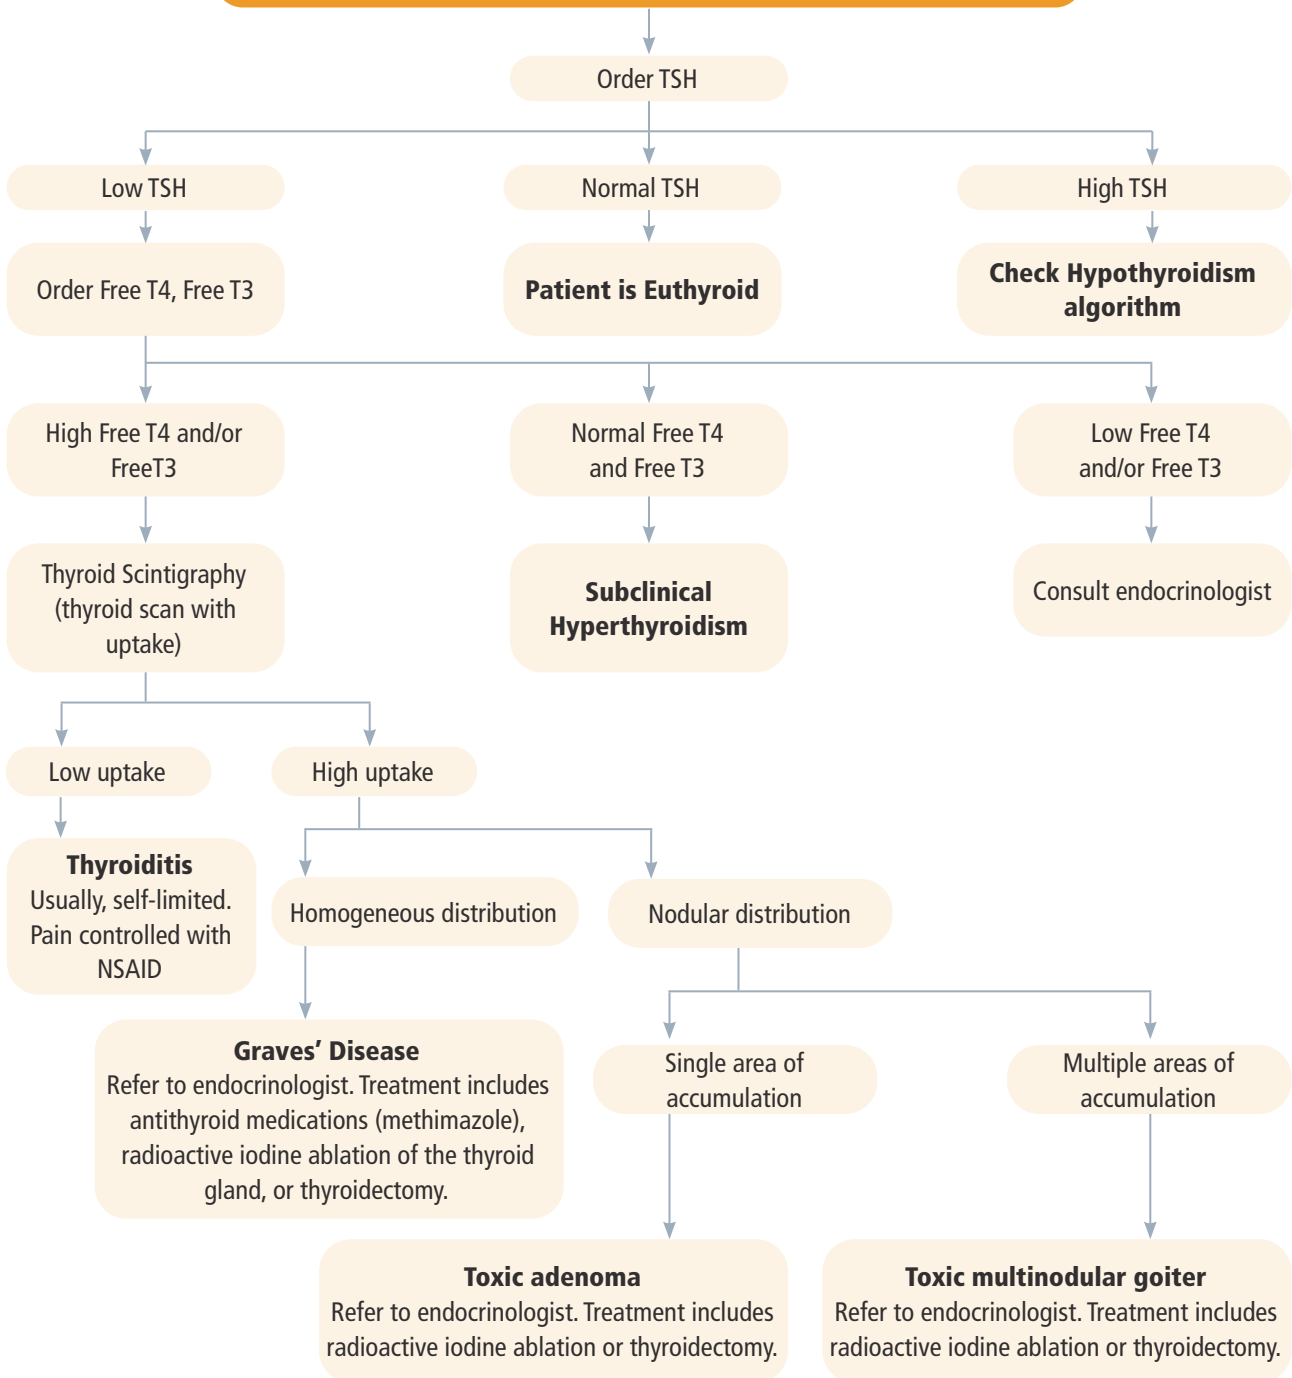 Order TSH
Low TSH
Normal TSH
High TSH
Order Free T4, Free T3
Patient is Euthyroid
Check Hypothyroidism
algorithm
High Free T4 and/or
FreeT3
Normal Free T4
and Free T3
Low Free T4
and/or Free T3
Thyroid Scintigraphy
(thyroid scan with
uptake)
Subclinical
Hyperthyroidism
Consult endocrinologist
Low uptake
High uptake
Thyroiditis
Usually, self-limited.
Pain controlled with
NSAID
Homogeneous distribution
Nodular distribution
Graves’ Disease
Refer to endocrinologist. Treatment includes
antithyroid medications (methimazole),
radioactive iodine ablation of the thyroid
gland, or thyroidectomy.
Single area of
accumulation
Multiple areas of
accumulation
Toxic adenoma
Refer to endocrinologist. Treatment includes
radioactive iodine ablation or thyroidectomy.
Toxic multinodular goiter
Refer to endocrinologist. Treatment includes
radioactive iodine ablation or thyroidectomy.